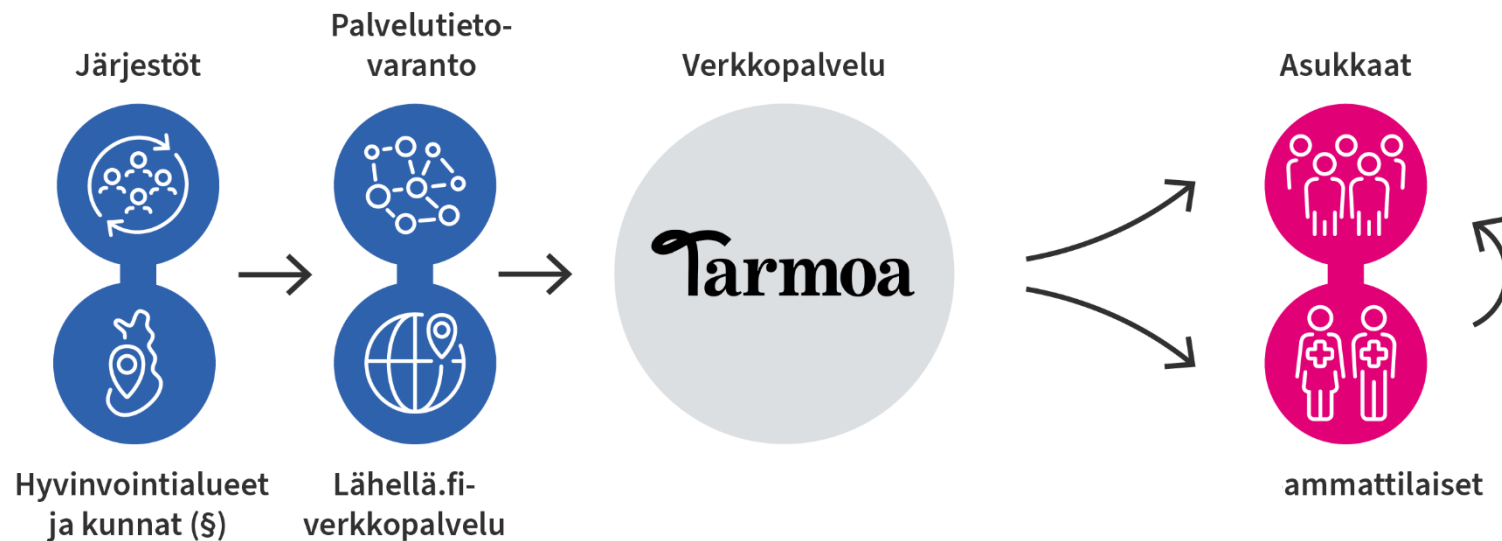 Järjestöt
Palvelutieto-
varanto
Verkkopalvelu
Asukkaat
Tarmoa
Hyvinvointialueet
ja kunnat (§)
Lähellä.fi-
verkkopalvelu
ammattilaiset